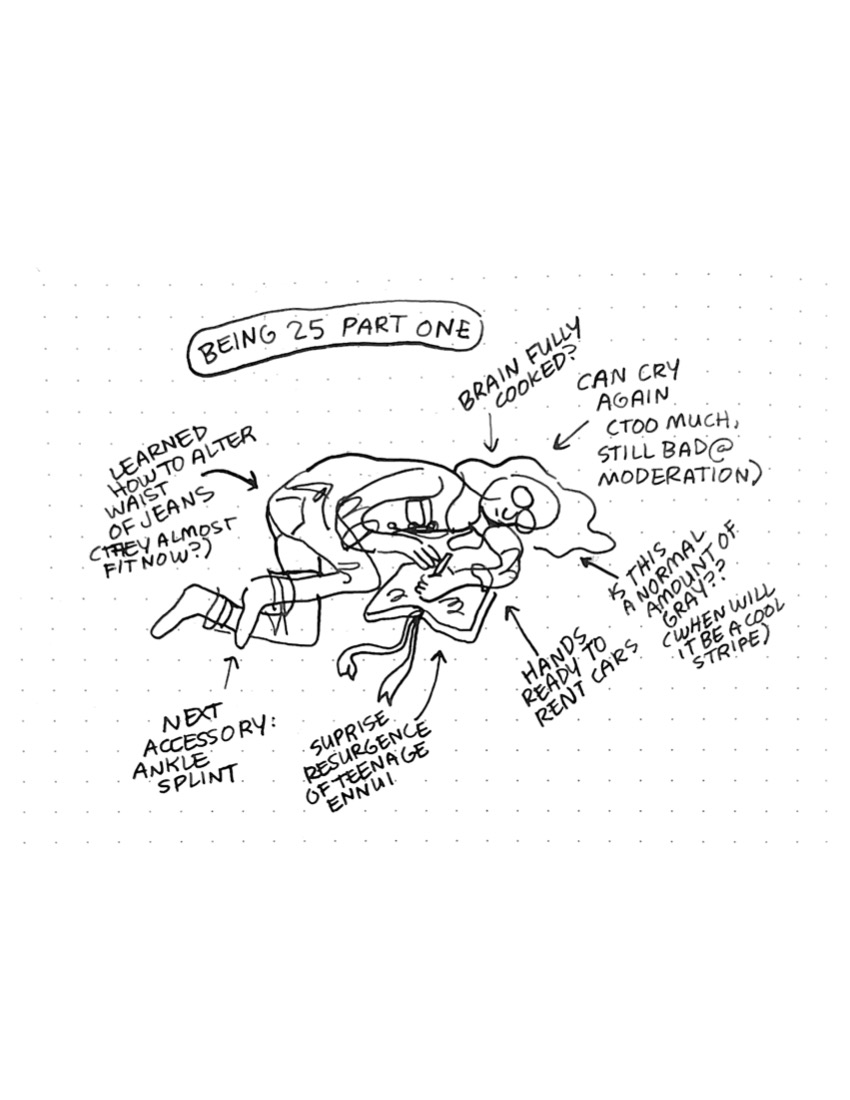 BEING 25 PART ONE
BRAIN FULLY
COOKED?
CAN CRY
AGAIN
(TOO MUCH,
STILL BAD@
MODERATION)
LEARNED
HOW TO ALTER
WAIST
OF JEANS
(THEY ALMOST
FIT NOW?)
IS THIS
A NORMAL
AMOUNT OF
GRAY??
(WHEN WILL
IT BE A COOL
STRIPE)
HANDS
READY TO
RENT CARS
SUPRISE
RESURGENCE
OF TEENAGE
ENNUI
NEXT
ACCESSORY:
ANKLE
SPLINT